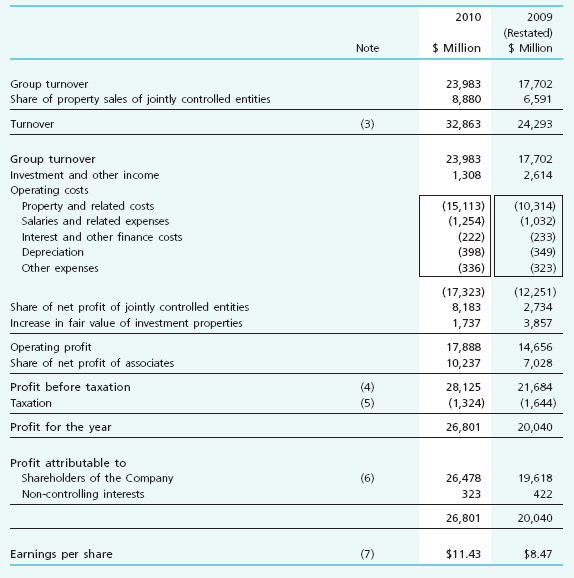 2010 2009
(Restated)
Note $ Million $ Million
Group turnover 23,983 17,702
Share of property sales of jointly controlled entities 8,880 6,591
Turnover (3) 32,863 24,293
Group turnover 23,983 17,702
Investment and other income 1,308 2,614
Operating costs
Property and related costs (15,113) (10,314)
Salaries and related expenses (1,254) (1,032)
Interest and other finance costs (222) (233)
Depreciation (398) (349)
Other expenses (336) (323)
(17,323) (12,251)
Share of net profit of jointly controlled entities 8,183 2,734
Increase in fair value of investment properties 1,737 3,857
Operating profit 17,888 14,656
Share of net profit of associates 10,237 7,028
Profit before taxation (4) 28,125 21,684
Taxation (5) (1,324) (1,644)
Profit for the year 26,801 20,040
Profit attributable to
Shareholders of the Company (6) 26,478 19,618
Non-controlling interests 323 422
26,801 20,040
Earnings per share (7) $11.43 $8.47